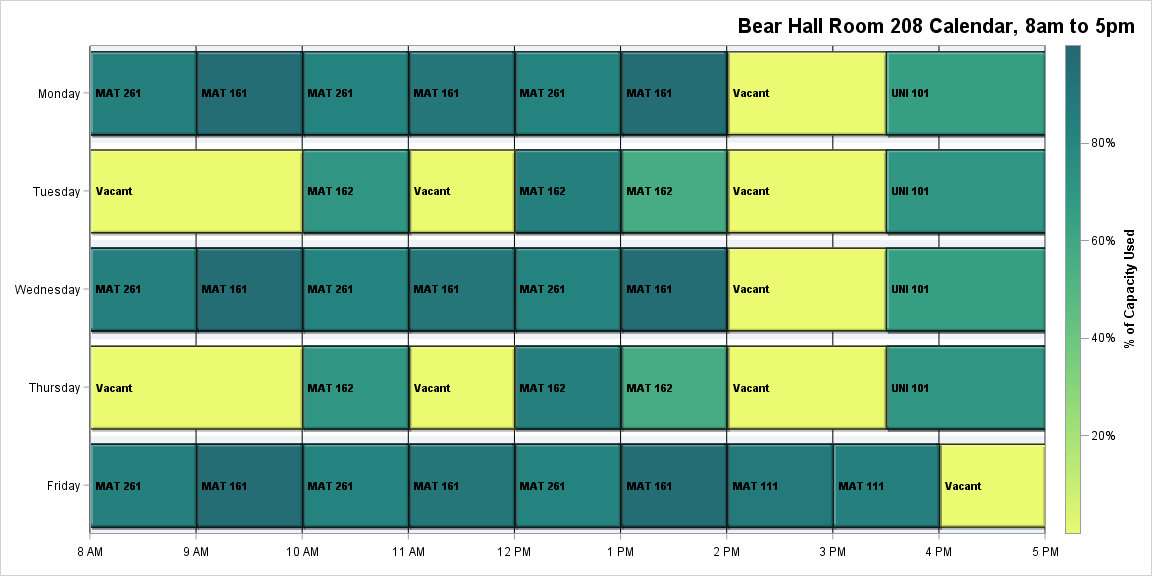 Bear Hall Room 208 Calendar, 8am to 5pm
Monday
MAT 261
MAT 161
MAT 261
MAT 161
MAT 261
MAT 161
Vacant
UNI 101
Tuesday
Vacant
MAT 162
Vacant
MAT 162
MAT 162
Vacant
UNI 101
Wednesday
MAT 261
MAT 161
MAT 261
MAT 161
MAT 261
MAT 161
Vacant
UNI 101
Thursday
Vacant
MAT 162
Vacant
MAT 162
MAT 162
Vacant
UNI 101
Friday
MAT 261
MAT 161
MAT 261
MAT 161
MAT 261
MAT 161
MAT 111
MAT 111
Vacant
8 AM
9 AM
10 AM
11 AM
12 PM
1 PM
2 PM
3 PM
4 PM
5 PM
80%
60%
40%
20%
% of Capacity Used